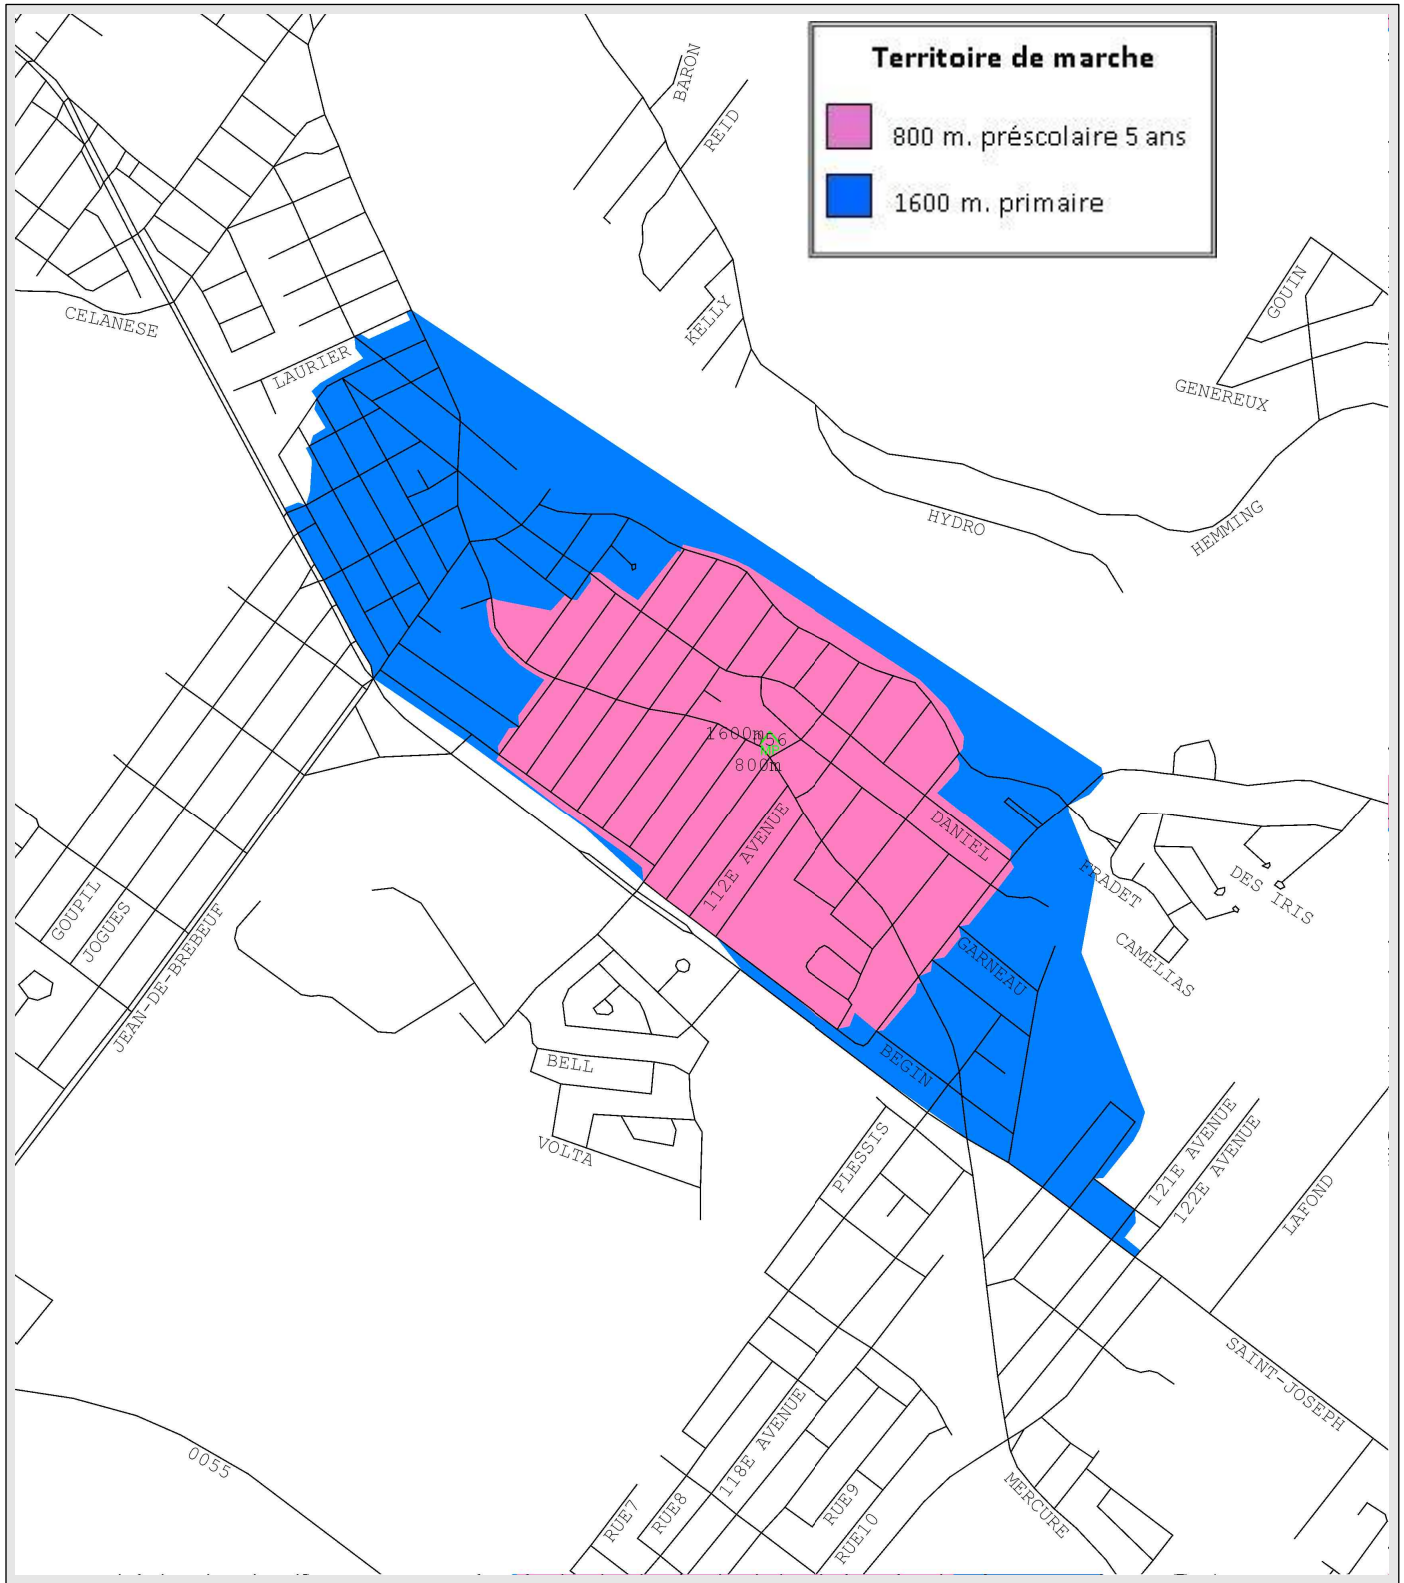 Territoire de marche
800 m. préscolaire 5 ans
1600 m. primaire
BARON
REID
KELLY
GOUIN
GENEREUX
HEMMING
HYDRO
CELANESE
LAURIER
1600m
800m
112E AVENUE
DANIEL
FRADET
DES IRIS
CAMELIAS
GARNEAU
BEGIN
GOUPIL
JOGUES
JEAN-DE-BREBEUF
BELL
VOLTA
PLESSIS
121E AVENUE
122E AVENUE
LAFOND
SAINT-JOSEPH
0055
118E AVENUE
RUE7
RUE8
RUE9
RUE10
MERCURE